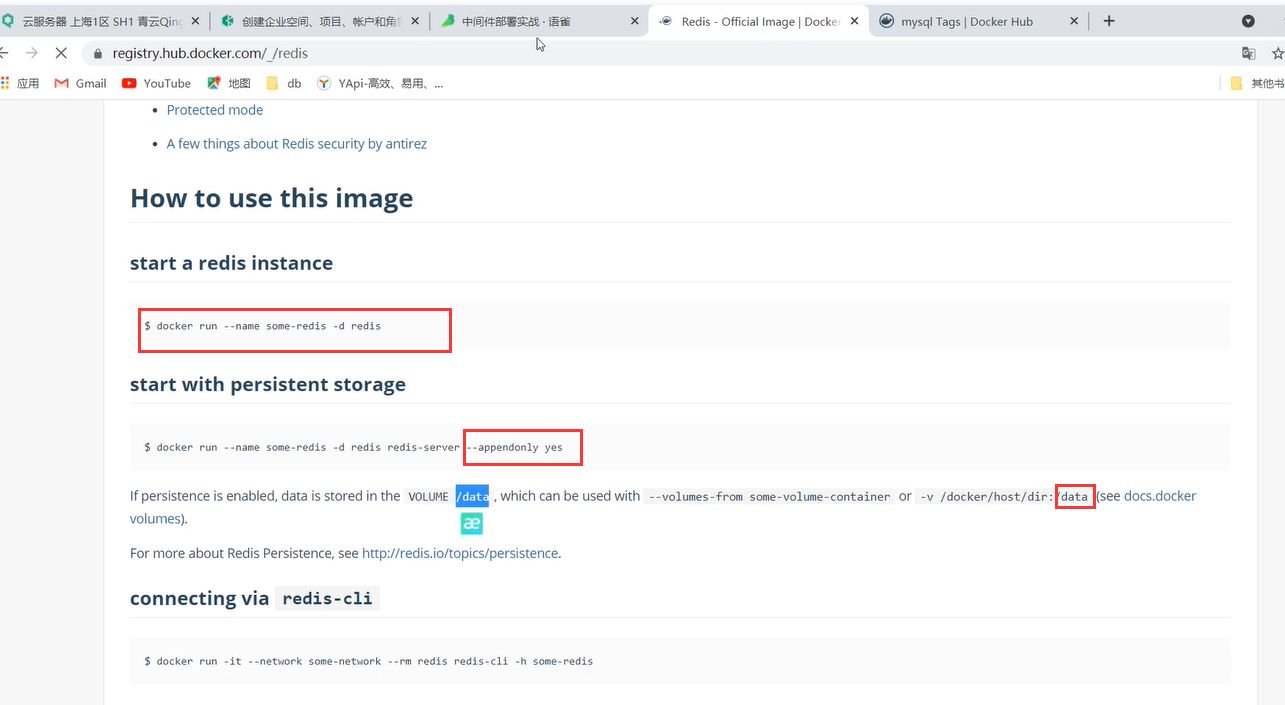 云服务器 上海1区 SH1 青云Qing
创建企业空间、项目、帐户和角色
中间件部署实战 · 语雀
Redis - Official Image | Docker
mysql Tags | Docker Hub
registry.hub.docker.com/_/redis
应用
Gmail
YouTube
地图
db
YApi-高效、易用、...
其他书
Protected mode
A few things about Redis security by antirez
How to use this image
start a redis instance
$ docker run --name some-redis -d redis
start with persistent storage
$ docker run --name some-redis -d redis redis-server --appendonly yes
If persistence is enabled, data is stored in the VOLUME /data , which can be used with --volumes-from some-volume-container or -v /docker/host/dir:/data (see docs.docker
volumes).
æ
For more about Redis Persistence, see http://redis.io/topics/persistence.
connecting via redis-cli
$ docker run -it --network some-network --rm redis redis-cli -h some-redis